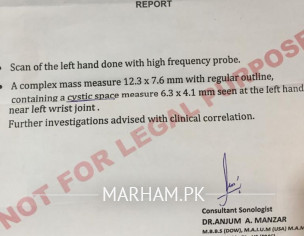 REPORT
Scan of the left hand done with high frequency probe.
A complex mass measure 12.3 x 7.6 mm with regular outline,
containing a cystic space measure 6.3 x 4.1 mm seen at the left hand
near left wrist joint .
Further investigations advised with clinical correlation.
NOT FOR LEGAL PURPOSE
MARHAM.PK
Consultant Sonologist
DR.ANJUM A. MANZAR
M.B.B.S (DOW), M.A.I.U.M (USA) M.A.